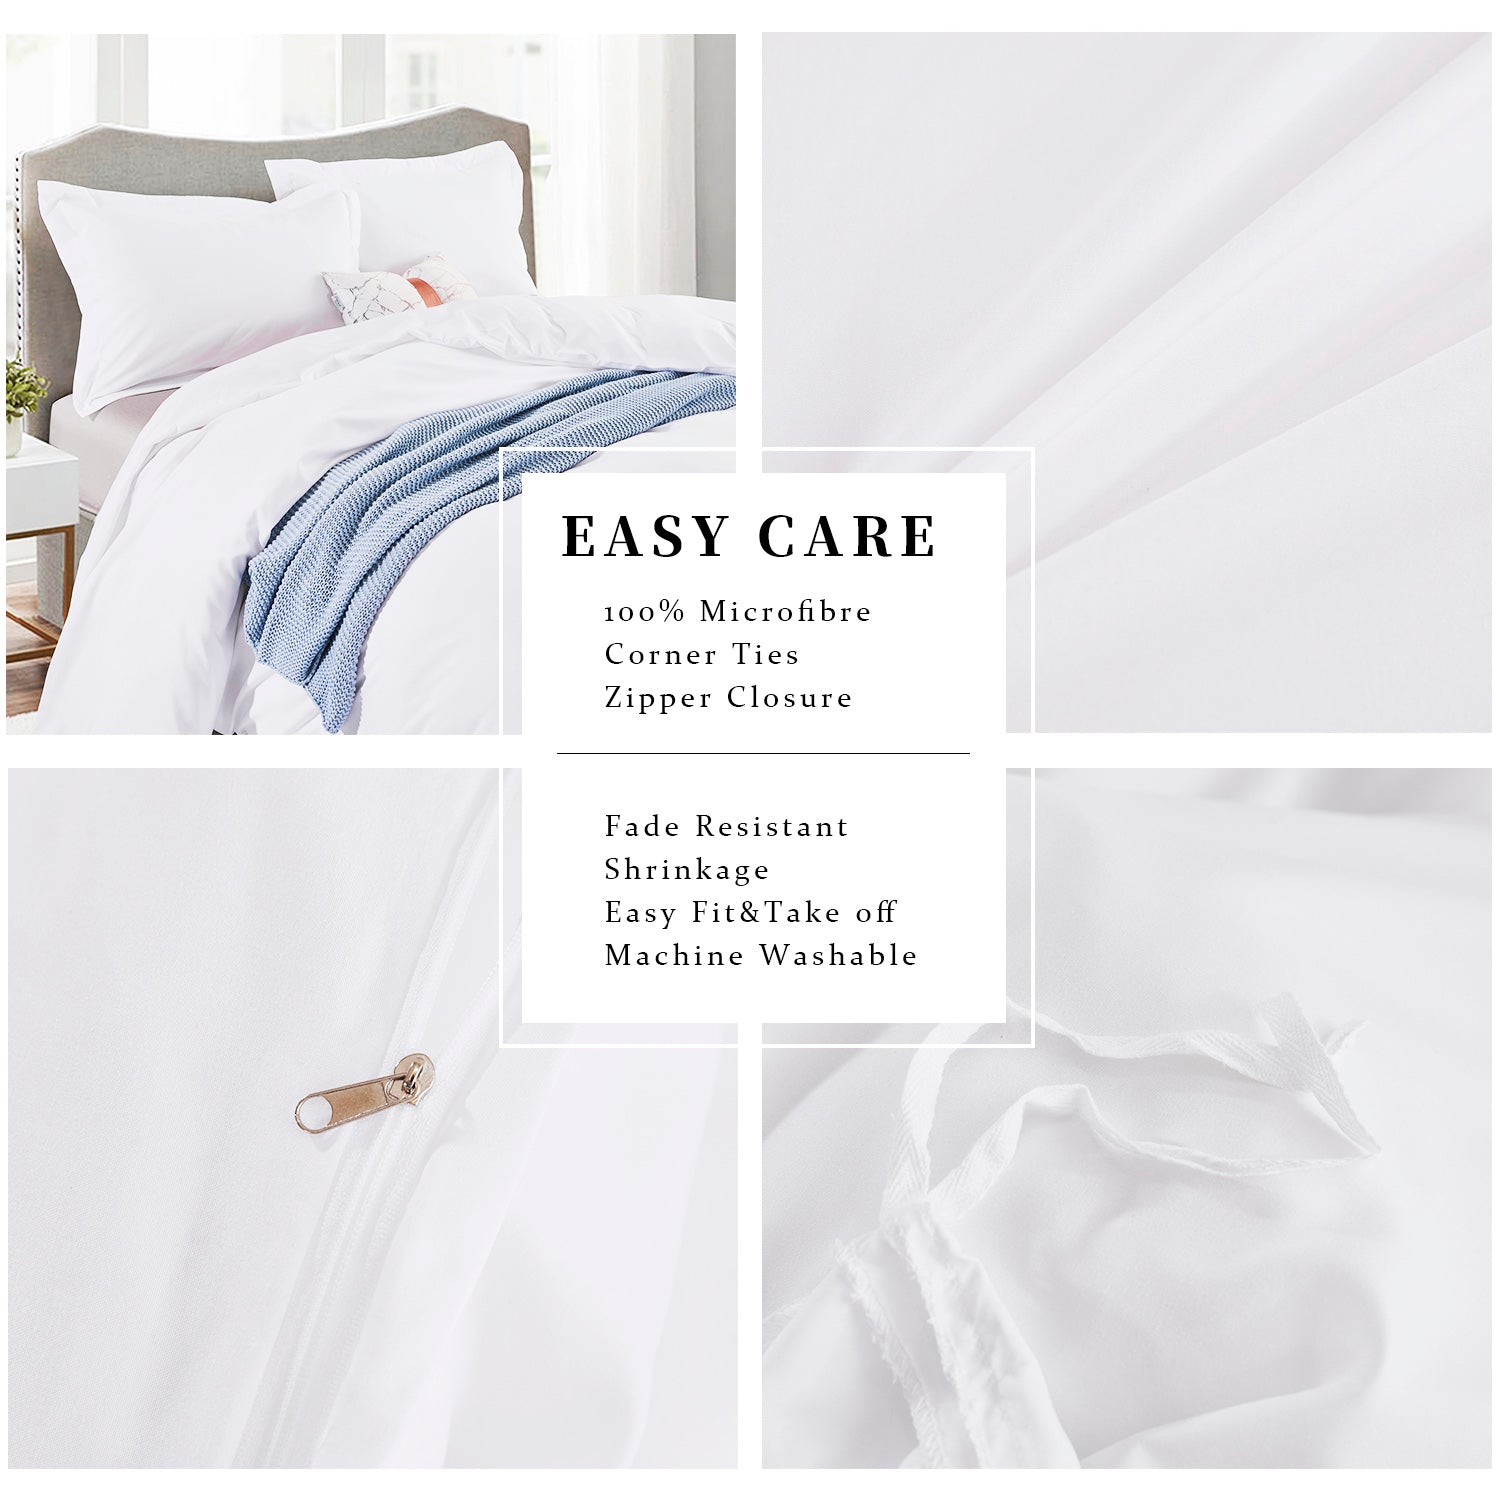 EASY CARE
100% Microfibre
Corner Ties
Zipper Closure
Fade Resistant
Shrinkage
Easy Fit&Take off
Machine Washable